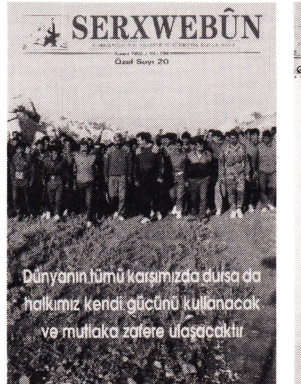 SERXWEBÛN
Özel Sayı 20
Dünyanın tümü karşımızda dursa da
halkımız kendi gücünü kullanacak
ve mutlaka zafere ulaşacaktır